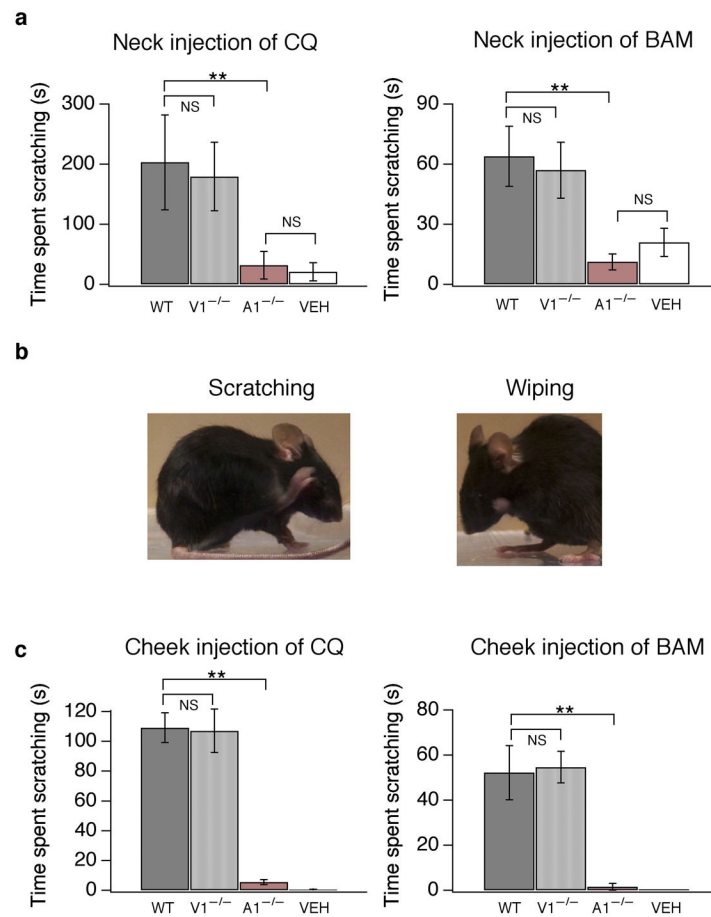 a
Neck injection of CQ
Time spent scratching (s)
300
200
100
0
**
NS
NS
WT V1−/− A1−/− VEH
Neck injection of BAM
Time spent scratching (s)
90
60
30
0
**
NS
NS
WT V1−/− A1−/− VEH
b
Scratching
Wiping
c
Cheek injection of CQ
Time spent scratching (s)
120
100
80
60
40
20
0
**
NS
WT V1−/− A1−/− VEH
Cheek injection of BAM
Time spent scratching (s)
80
60
40
20
0
**
NS
WT V1−/− A1−/− VEH